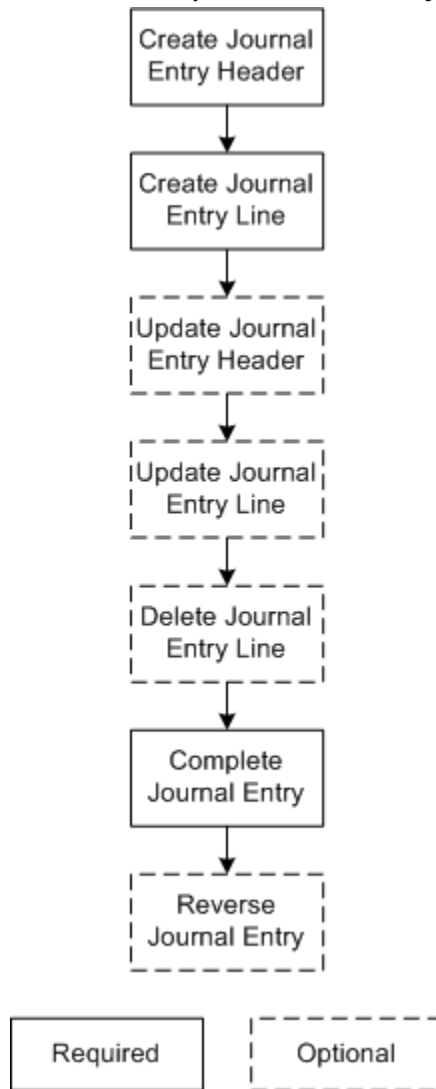 Create Journal
Entry Header
Create Journal
Entry Line
Update Journal
Entry Header
Update Journal
Entry Line
Delete Journal
Entry Line
Complete
Journal Entry
Reverse
Journal Entry
Required
Optional